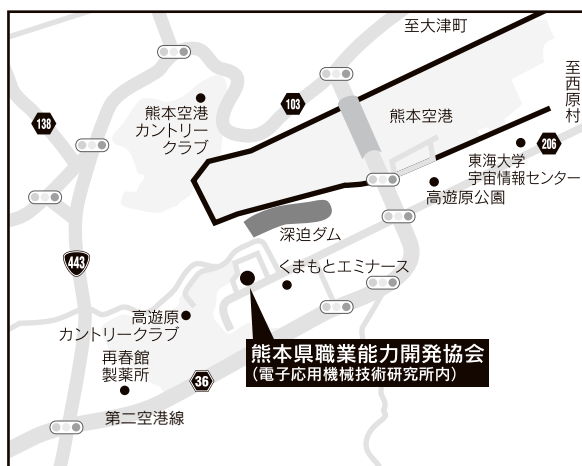 至大津町
至西原村
熊本空港
カントリー
クラブ
103
138
熊本空港
206
東海大学
宇宙情報センター
高遊原公園
深迫ダム
443
くまもとエミナース
高遊原
カントリークラブ
熊本県職業能力開発協会
(電子応用機械技術研究所内)
再春館
製薬所
36
第二空港線